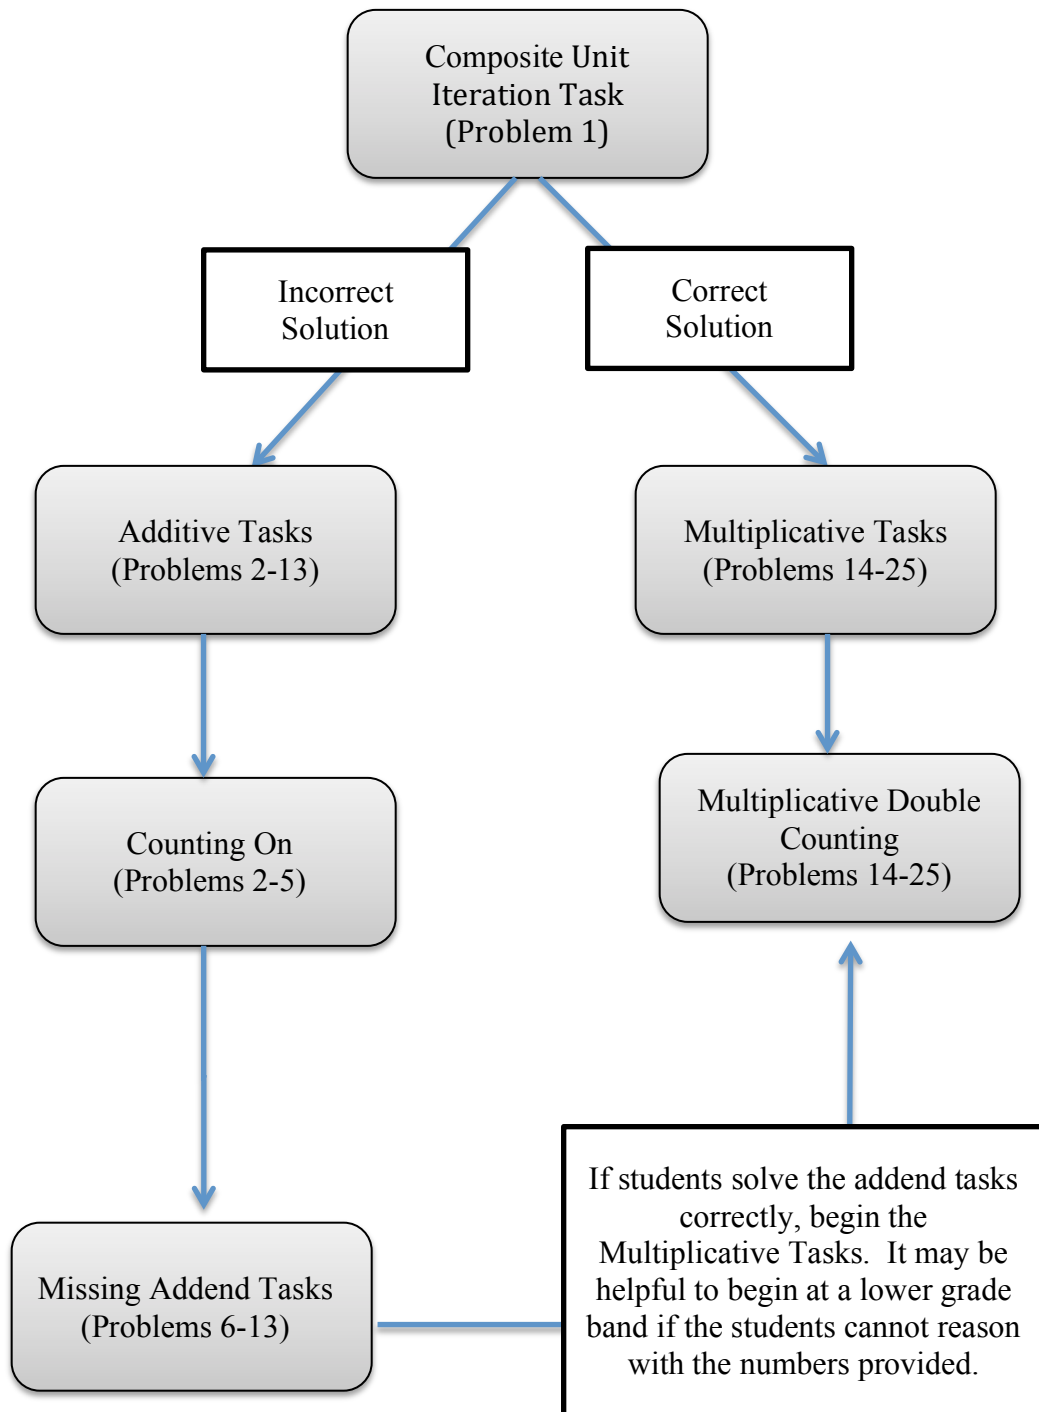 Composite Unit
Iteration Task
(Problem 1)
Incorrect
Solution
Correct
Solution
Additive Tasks
(Problems 2-13)
Multiplicative Tasks
(Problems 14-25)
Counting On
(Problems 2-5)
Multiplicative Double
Counting
(Problems 14-25)
Missing Addend Tasks
(Problems 6-13)
If students solve the addend tasks
correctly, begin the
Multiplicative Tasks.  It may be
helpful to begin at a lower grade
band if the students cannot reason
with the numbers provided.